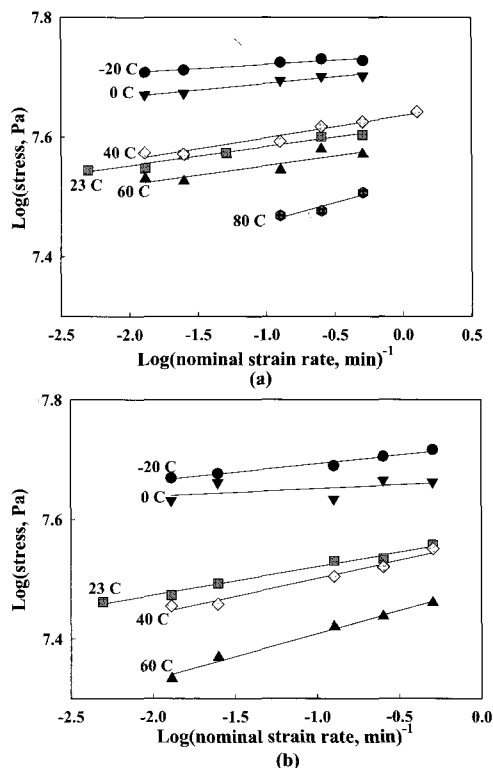 7.8
-20 C
0 C
7.6
40 C
23 C
60 C
80 C
7.4
Log(stress, Pa)
-2.5 -2.0 -1.5 -1.0 -0.5 0.0 0.5
Log(nominal strain rate, min)-1
(a)
7.8
-20 C
0 C
7.6
23 C
40 C
7.4
60 C
Log(stress, Pa)
-2.5 -2.0 -1.5 -1.0 -0.5 0.0
Log(nominal strain rate, min)-1
(b)